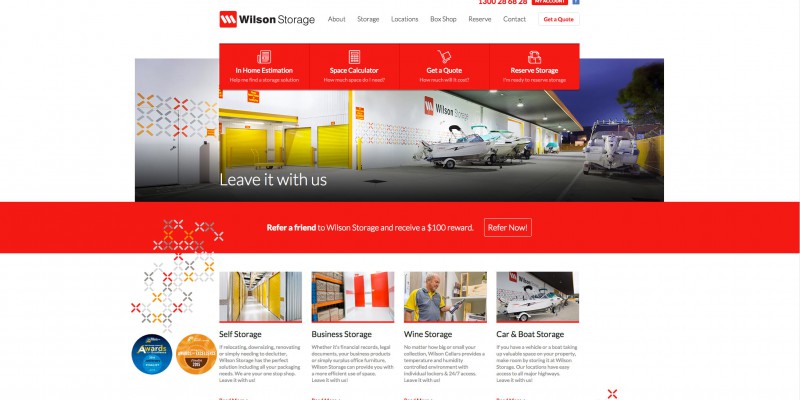 1300 28 68 28 MY ACCOUNT f
Wilson Storage About Storage Locations Box Shop Reserve Contact Get a Quote
In Home Estimation
Help me find a storage solution
Space Calculator
How much space do I need?
Get a Quote
How much will it cost?
Reserve Storage
I'm ready to reserve storage
Wilson Storage
Leave it with us
Refer a friend to Wilson Storage and receive a $100 reward. Refer Now!
Awards
Self Storage
If relocating, downsizing, renovating
or simply needing to declutter,
Wilson Storage has the perfect
solution including all your packaging
needs. We are your one stop shop.
Leave it with us!
Business Storage
Whether it's financial records, legal
documents, your business products
or simply surplus office furniture,
Wilson Storage can provide you with
a more efficient use of space.
Leave it with us!
Wine Storage
No matter how big or small your
collection, Wilson Cellars provides a
temperature and humidity
controlled environment with
individual lockers & 24/7 access.
Leave it with us!
Car & Boat Storage
If you have a vehicle or a boat taking
up valuable space on your property,
make room by storing it at Wilson
Storage. Our locations have easy
access to all major highways.
Leave it with us!